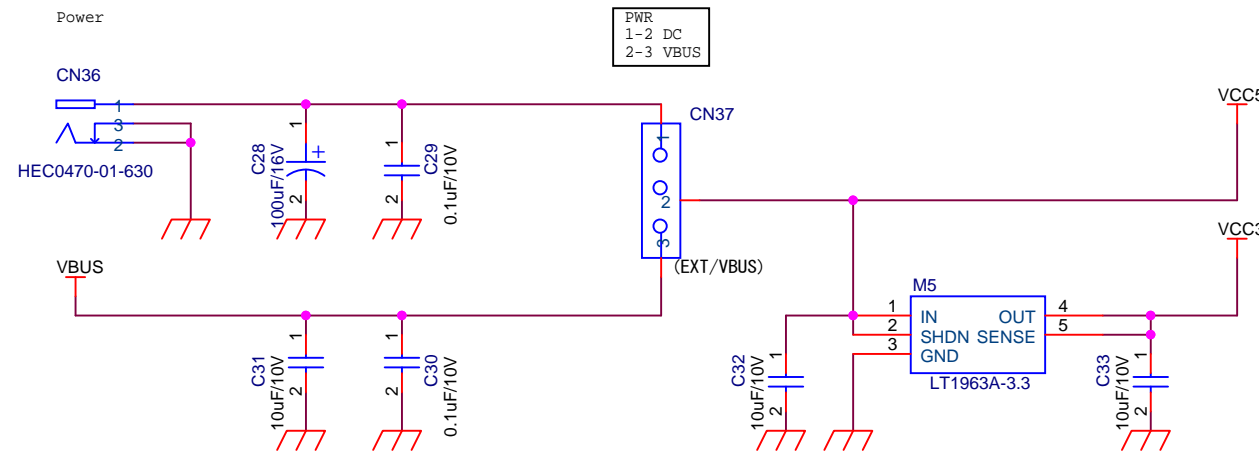 Power
PWR
1-2 DC
2-3 VBUS
CN36
1
3
2
HEC0470-01-630
C28
100uF/16V
1
+
2
C29
0.1uF/10V
1
2
CN37
1
2
3
(EXT/VBUS)
VCC5
VCC3
VBUS
C31
10uF/10V
1
2
C30
0.1uF/10V
1
2
C32
10uF/10V
1
2
M5
1 IN OUT 4
2 SHDN SENSE 5
3 GND
LT1963A-3.3
C33
10uF/10V
1
2